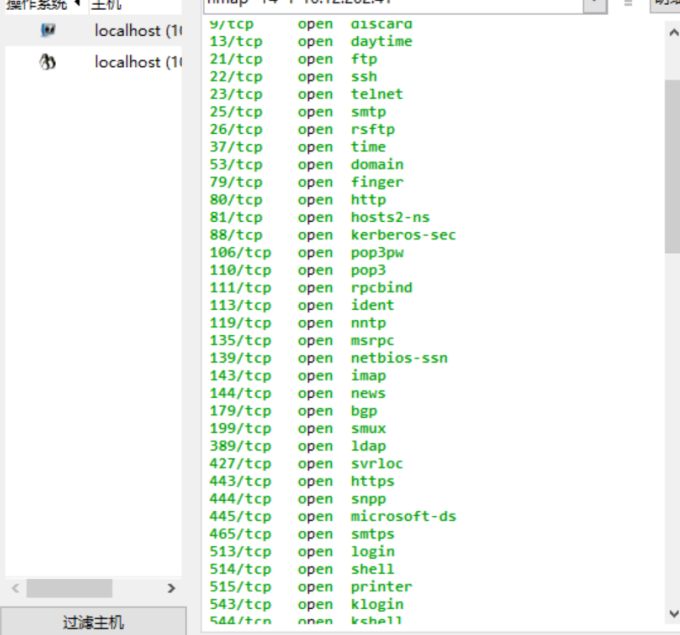 操作系统 主机
localhost (10
localhost (10
过滤主机
nmap -T4 -F 10.12.202.41
9/tcp open discard
13/tcp open daytime
21/tcp open ftp
22/tcp open ssh
23/tcp open telnet
25/tcp open smtp
26/tcp open rsftp
37/tcp open time
53/tcp open domain
79/tcp open finger
80/tcp open http
81/tcp open hosts2-ns
88/tcp open kerberos-sec
106/tcp open pop3pw
110/tcp open pop3
111/tcp open rpcbind
113/tcp open ident
119/tcp open nntp
135/tcp open msrpc
139/tcp open netbios-ssn
143/tcp open imap
144/tcp open news
179/tcp open bgp
199/tcp open smux
389/tcp open ldap
427/tcp open svrloc
443/tcp open https
444/tcp open snpp
445/tcp open microsoft-ds
465/tcp open smtps
513/tcp open login
514/tcp open shell
515/tcp open printer
543/tcp open klogin
544/tcp open kshell